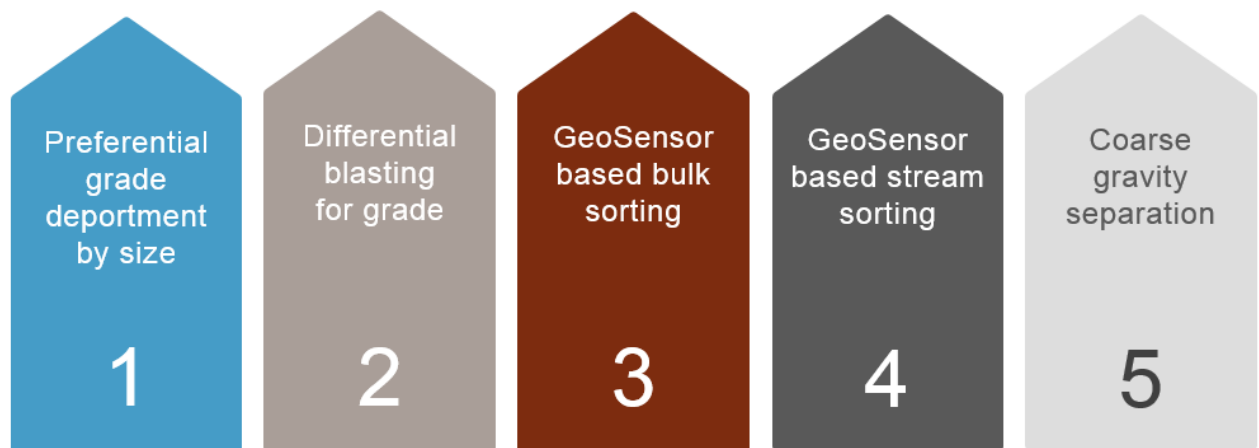 Preferential
grade
deportment
by size
1
Differential
blasting
for grade
2
GeoSensor
based bulk
sorting
3
GeoSensor
based stream
sorting
4
Coarse
gravity
separation
5